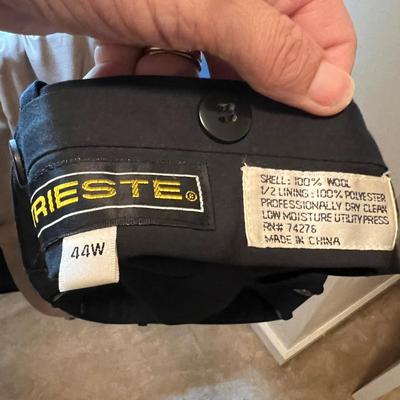 RIESTE®
44W
SHELL: 100% WOOL
1/2 LINING: 100% POLYESTER
PROFESSIONALLY DRY CLEAN
LOW MOISTURE UTILITY PRESS
RN# 74276
MADE IN CHINA